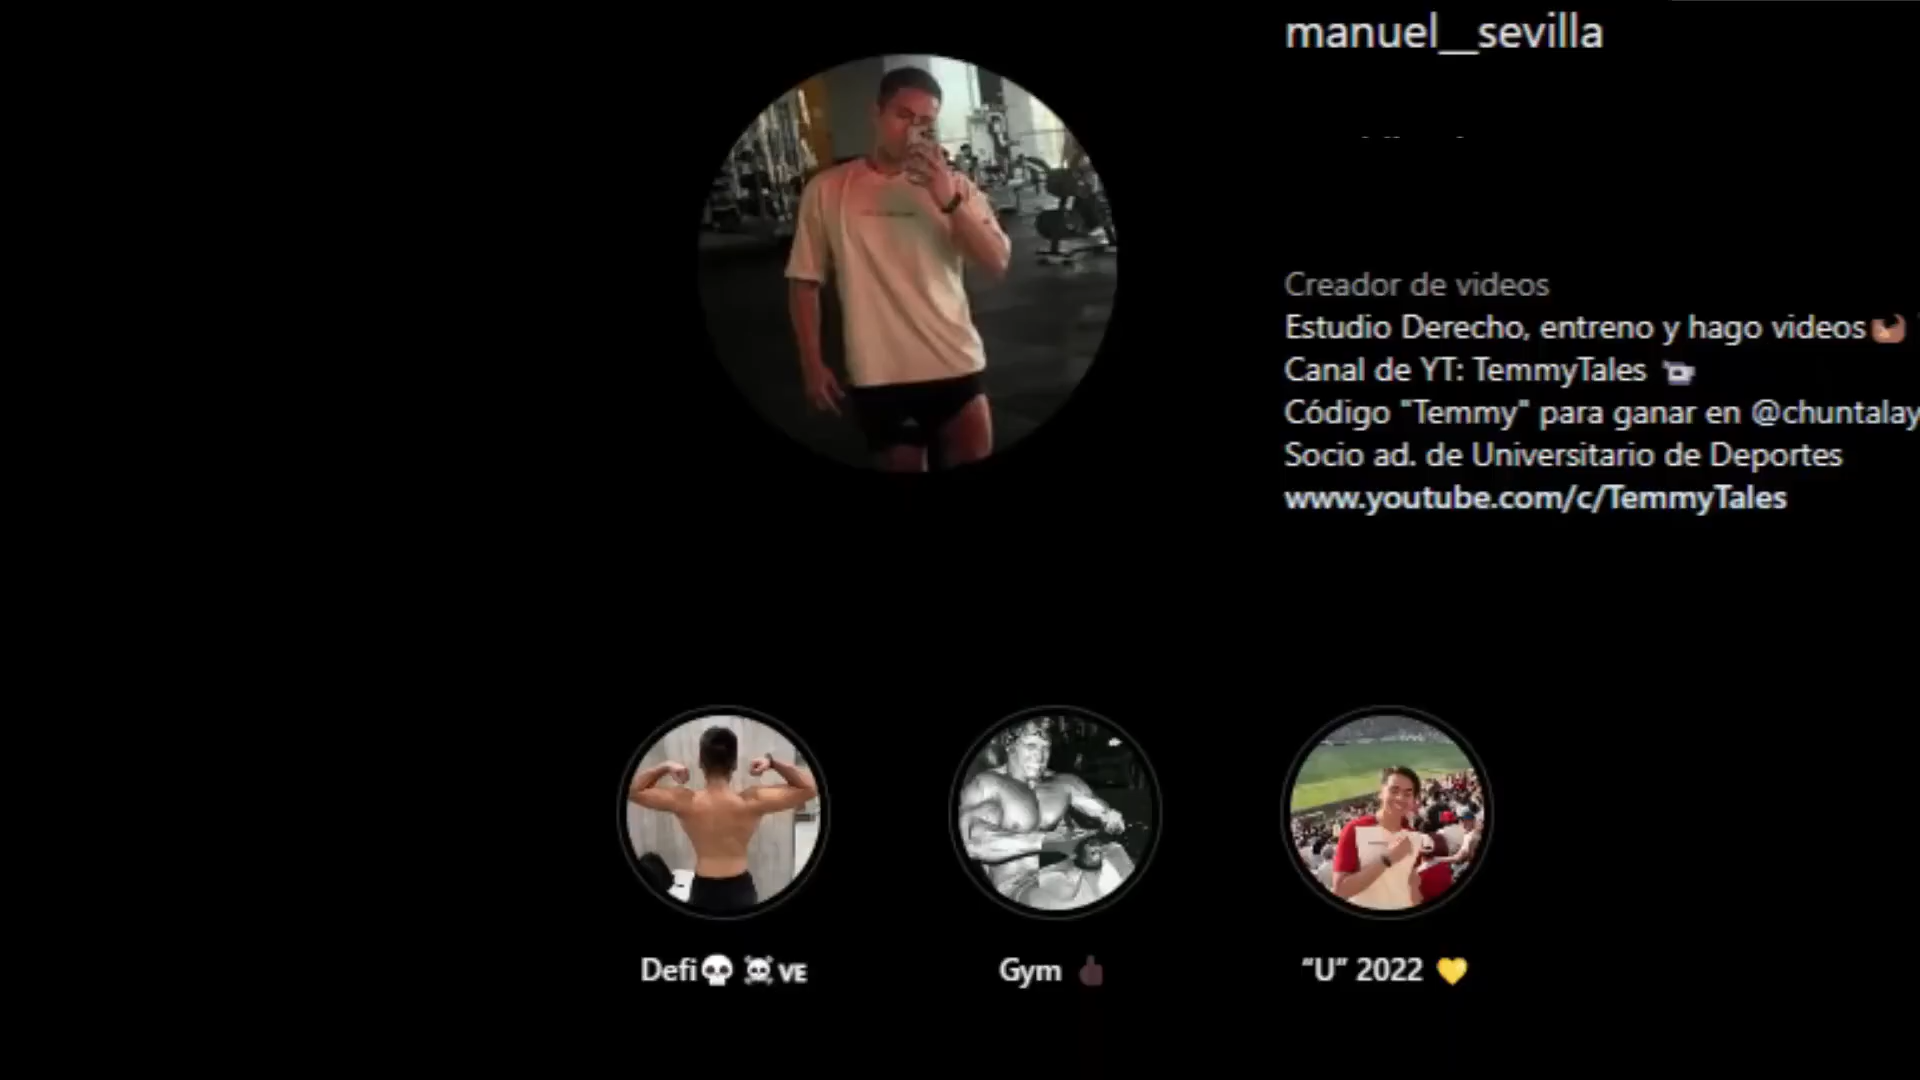 manuel__sevilla
Creador de videos
Estudio Derecho, entreno y hago videos
Canal de YT: TemmyTales
Código "Temmy" para ganar en @chuntalay
Socio ad. de Universitario de Deportes
www.youtube.com/c/TemmyTales
Defi💀 ☠️ VE
Gym 🖕🏿
“U” 2022 💛